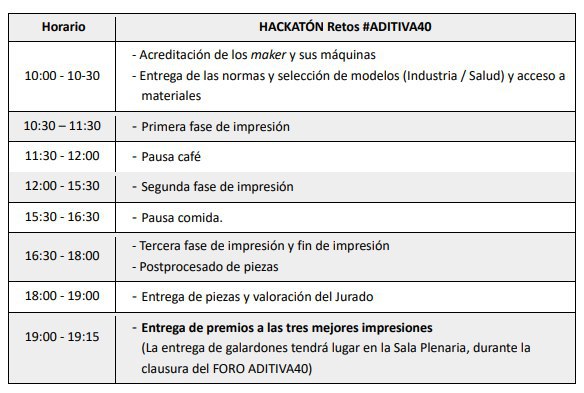 Horario HACKATÓN Retos #ADITIVA40
10:00 - 10-30
- Acreditación de los maker y sus máquinas
- Entrega de las normas y selección de modelos (Industria / Salud) y acceso a
materiales
10:30 – 11:30 - Primera fase de impresión
11:30 - 12:00 - Pausa café
12:00 - 15:30 - Segunda fase de impresión
15:30 - 16:30 - Pausa comida.
16:30 - 18:00
- Tercera fase de impresión y fin de impresión
- Postprocesado de piezas
18:00 - 19:00 - Entrega de piezas y valoración del Jurado
19:00 - 19:15
- Entrega de premios a las tres mejores impresiones
(La entrega de galardones tendrá lugar en la Sala Plenaria, durante la
clausura del FORO ADITIVA40)